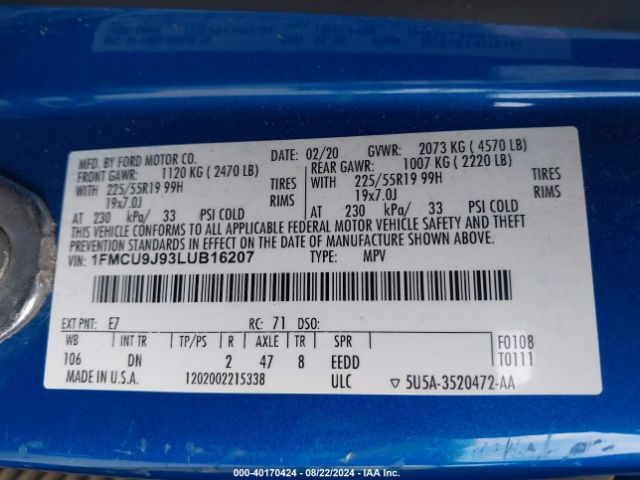 MFD. BY FORD MOTOR CO.
DATE: 02/20 GVWR: 2073 KG ( 4570 LB)
FRONT GAWR: 1120 KG ( 2470 LB)
REAR GAWR: 1007 KG ( 2220 LB)
WITH 225/55R19 99H TIRES
WITH 225/55R19 99H TIRES
19x7.0J RIMS
19x7.0J RIMS
AT 230 kPa/ 33 PSI COLD
AT 230 kPa/ 33 PSI COLD
THIS VEHICLE CONFORMS TO ALL APPLICABLE FEDERAL MOTOR VEHICLE SAFETY AND THEFT
PREVENTION STANDARDS IN EFFECT ON THE DATE OF MANUFACTURE SHOWN ABOVE.
VIN: 1FMCU9J93LUB16207 TYPE: MPV
EXT PNT: E7 RC: 71 DSO: F0108
WB INT TR TP/PS R AXLE TR SPR T0111
106 DN 2 47 8 EEDD
MADE IN U.S.A. 1202002215338 ULC ▽ 5U5A-3520472-AA
© 40170424 - 08/22/2024 - IAA Inc.